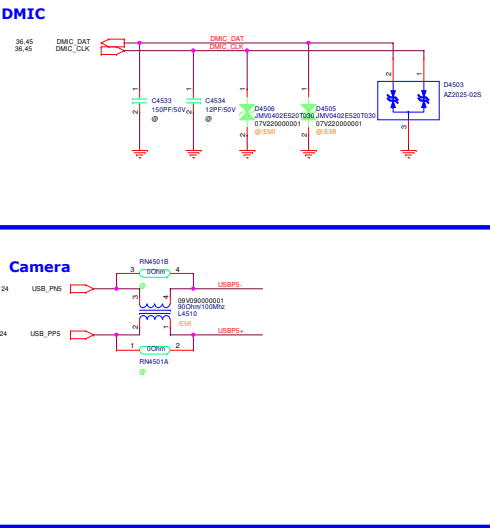 DMIC
36,45 DMIC_DAT DMIC_DAT
36,45 DMIC_CLK DMIC_CLK
2 1
D4503
AZ2025-02S
3
1 1 1 1
C4533 C4534 D4506 D4505
150PF/50V 12PF/50V JMV0402E520T030 JMV0402E520T030
@ @ 07V220000001 07V220000001
@/EMI @/EMI
2 2 2 2
Camera
RN4501B
3 0Ohm 4
@
24 USB_PN5 USBP5-
3 4
09V090000001
90Ohm/100Mhz
L4510
/EMI
2 1
24 USB_PP5 USBP5+
1 0Ohm 2
RN4501A
@